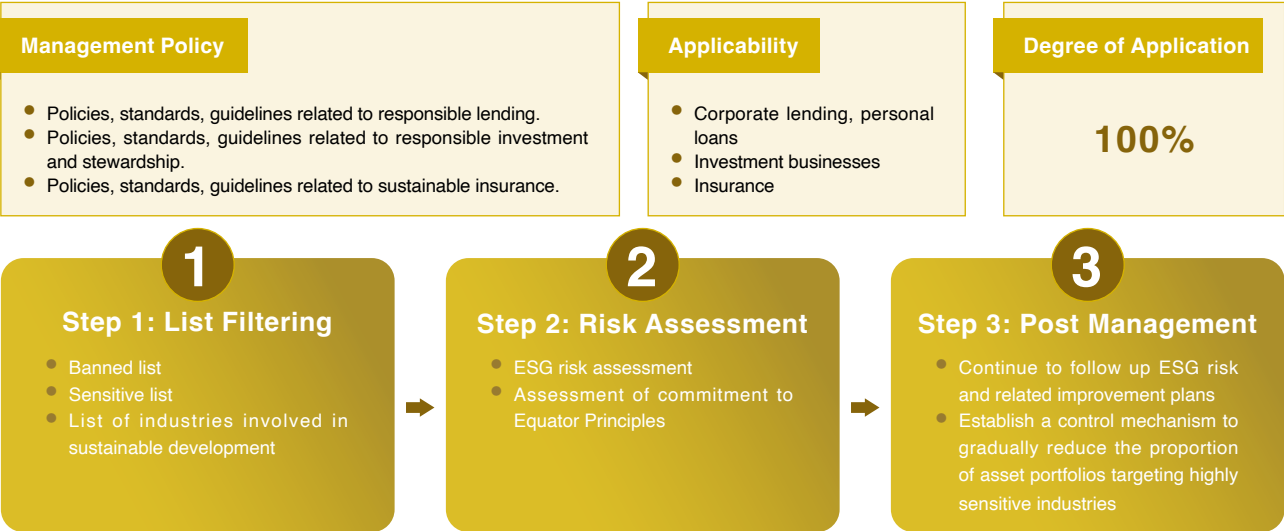 Management Policy
• Policies, standards, guidelines related to responsible lending.
• Policies, standards, guidelines related to responsible investment
and stewardship.
• Policies, standards, guidelines related to sustainable insurance.
Applicability
• Corporate lending, personal
loans
• Investment businesses
• Insurance
Degree of Application
100%
1
Step 1: List Filtering
• Banned list
• Sensitive list
• List of industries involved in
sustainable development
2
Step 2: Risk Assessment
• ESG risk assessment
• Assessment of commitment to
Equator Principles
3
Step 3: Post Management
• Continue to follow up ESG risk
and related improvement plans
• Establish a control mechanism to
gradually reduce the proportion
of asset portfolios targeting highly
sensitive industries